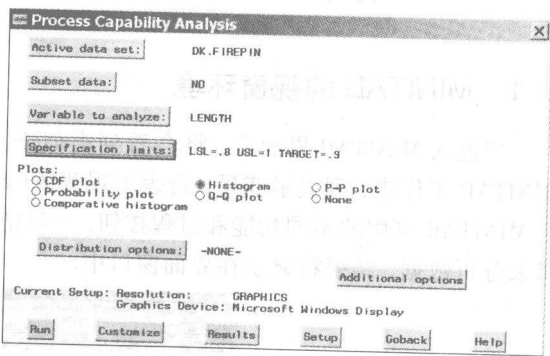 Process Capability Analysis
Active data set: DK.FIREPIN
Subset data: NO
Variable to analyze: LENGTH
Specification limits: LSL=.8 USL=1 TARGET=.9
Plots:
CDF plot Histogram P-P plot
Probability plot Q-Q plot None
Comparative histogram
Distribution options: -NONE-
Additional options
Current Setup: Resolution: GRAPHICS
Graphics Device: Microsoft Windows Display
Run Customize Results Setup Goback Help